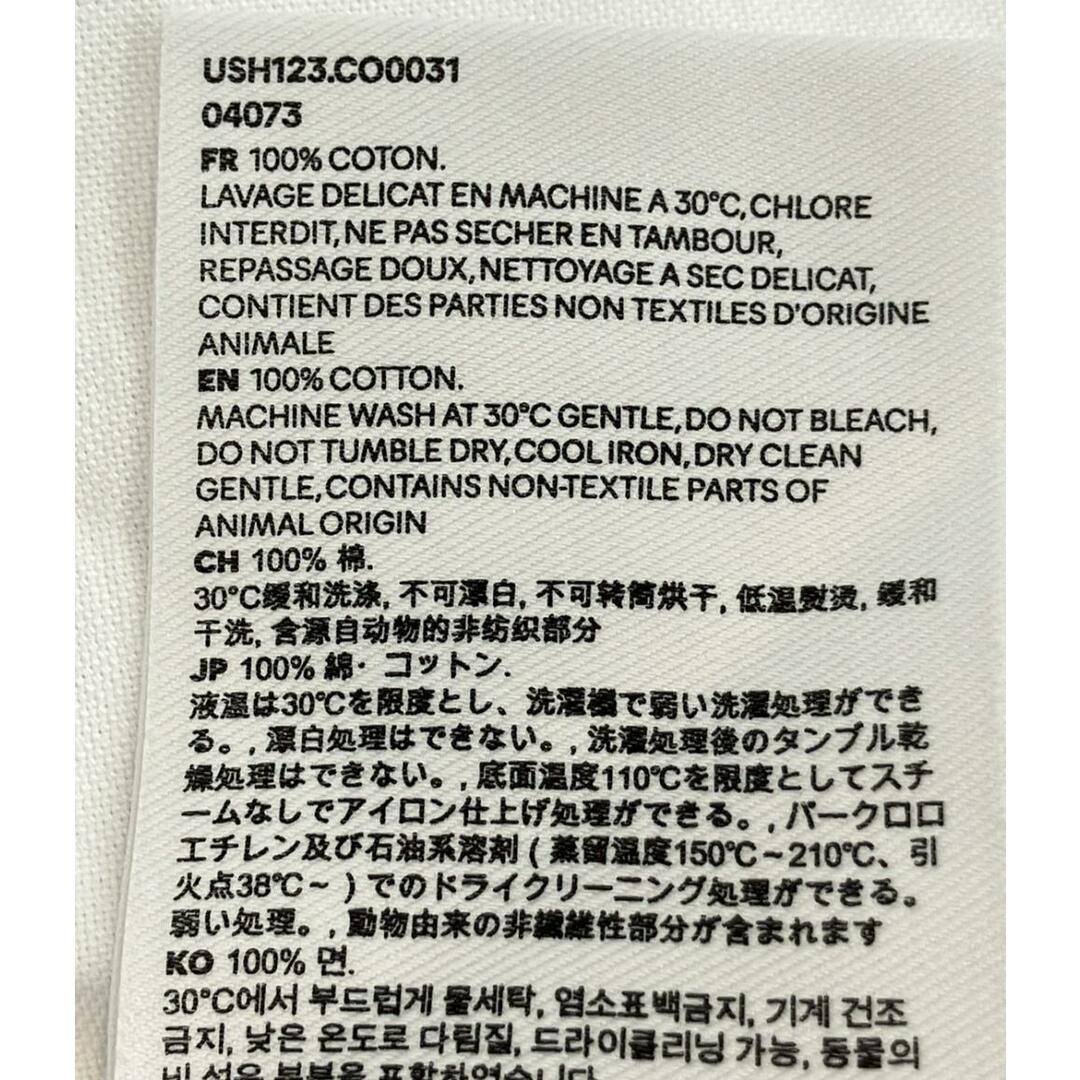 USH123.CO0031
04073
FR 100% COTON.
LAVAGE DELICAT EN MACHINE A 30°C, CHLORE
INTERDIT, NE PAS SECHER EN TAMBOUR,
REPASSAGE DOUX, NETTOYAGE A SEC DELICAT,
CONTIENT DES PARTIES NON TEXTILES D'ORIGINE
ANIMALE
EN 100% COTTON.
MACHINE WASH AT 30°C GENTLE, DO NOT BLEACH,
DO NOT TUMBLE DRY, COOL IRON, DRY CLEAN
GENTLE, CONTAINS NON-TEXTILE PARTS OF
ANIMAL ORIGIN
CH 100% 棉.
30°C缓和洗涤, 不可漂白, 不可转筒烘干, 低温熨烫, 缓和
干洗, 含源自动物的非纺织部分
JP 100% 綿・コットン.
液温は30℃を限度とし、洗濯機で弱い洗濯処理ができ
る。, 漂白処理はできない。, 洗濯処理後のタンブル乾
燥処理はできない。, 底面温度110℃を限度としてスチ
ームなしでアイロン仕上げ処理ができる。, パークロロ
エチレン及び石油系溶剤 ( 蒸留温度150℃～210℃、引
火点38℃～ ) でのドライクリーニング処理ができる。
弱い処理。, 動物由来の非繊維性部分が含まれます
KO 100% 면.
30°C에서 부드럽게 물세탁, 염소표백금지, 기계 건조
금지, 낮은 온도로 다림질, 드라이클리닝 가능, 동물의
비 섬유 부분을 포함하였습니다